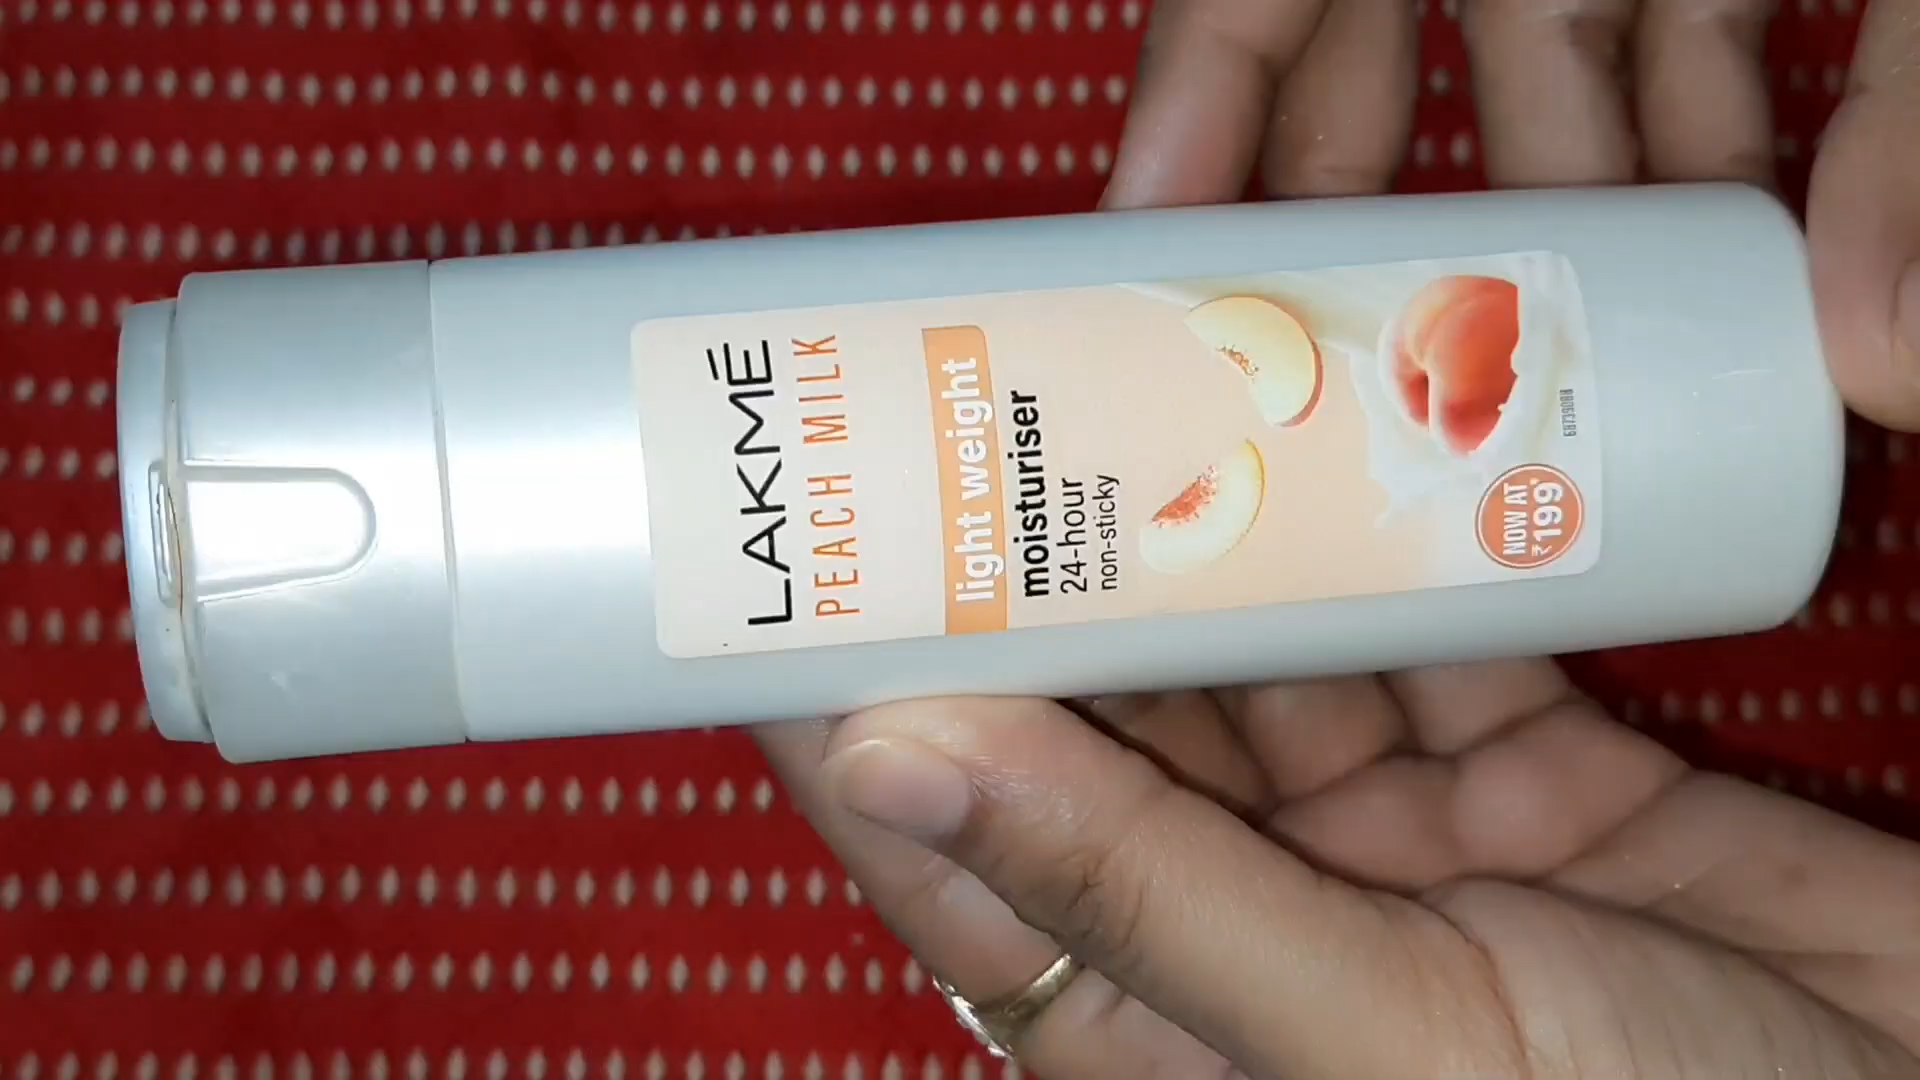 LAKMĒ
PEACH MILK
light weight
moisturiser
24-hour
non-sticky
NOW AT
₹199*